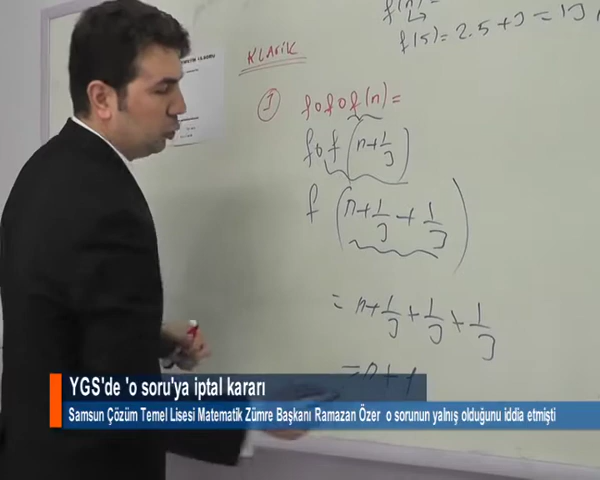 f(n)=
f(5)=2.5+3=13
KLASİK
I fofof(n)=
fof(n+1/3)
f(n+1/3+1/3)
=n+1/3+1/3+1/3
=n+1
YGS'de 'o soru'ya iptal kararı
Samsun Çözüm Temel Lisesi Matematik Zümre Başkanı Ramazan Özer o sorunun yalnış olduğunu iddia etmişti